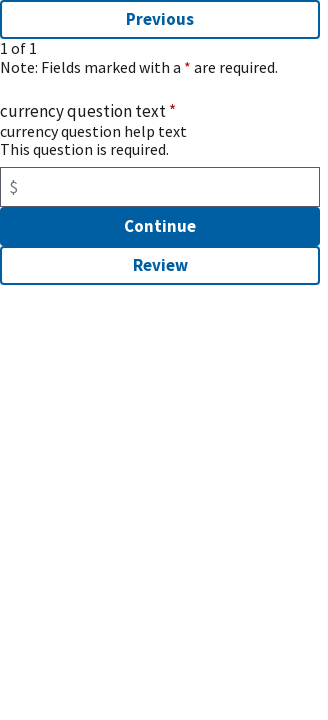 Previous
1 of 1
Note: Fields marked with a * are required.
currency question text *
currency question help text
This question is required.
$
Continue
Review